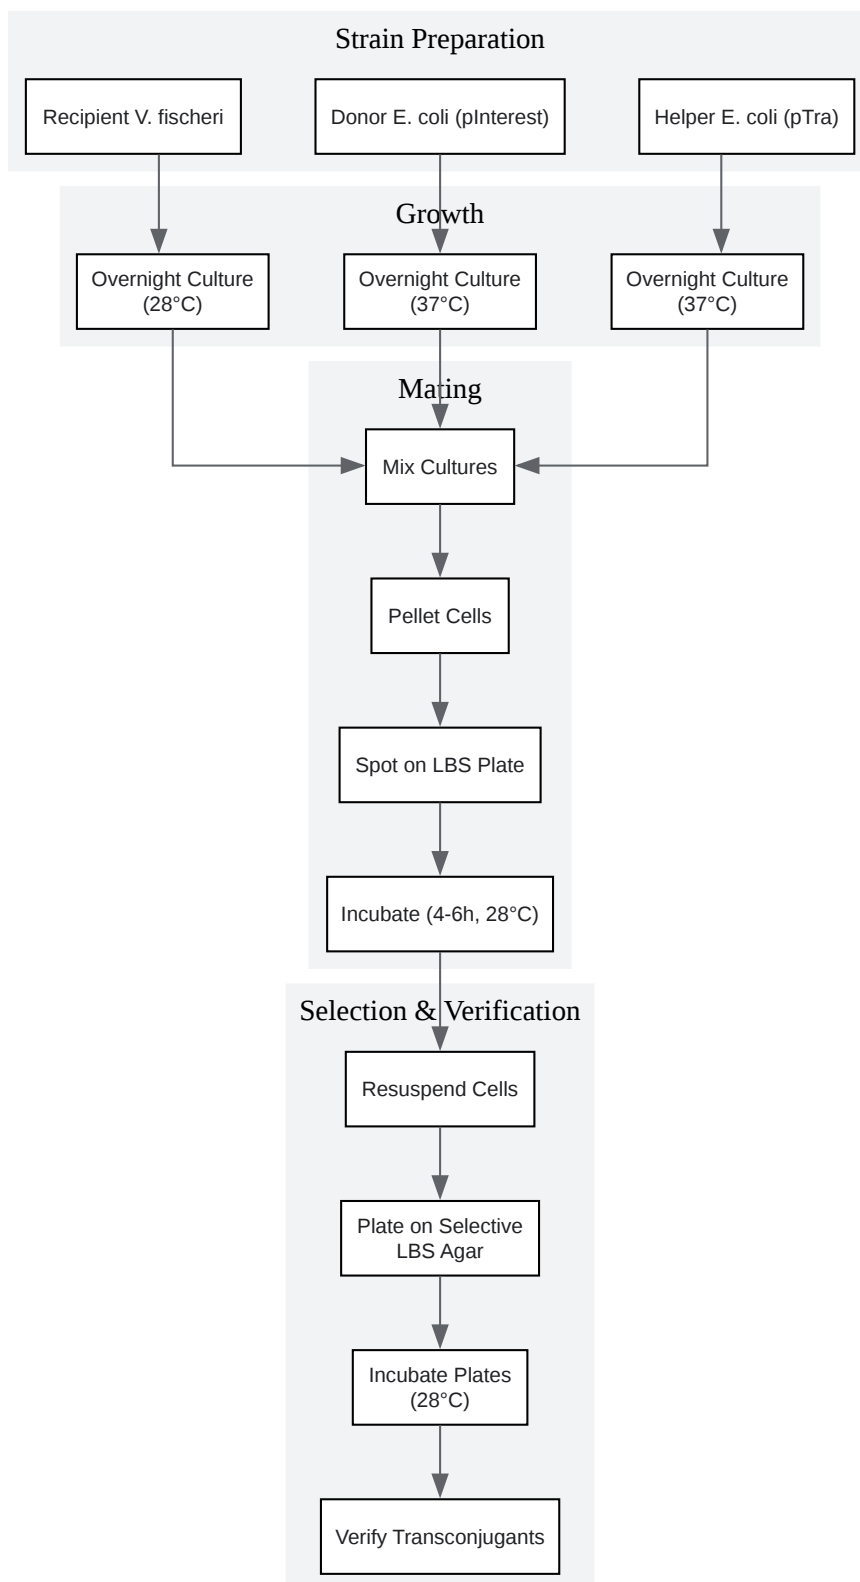 Strain Preparation
Recipient V. fischeri
Donor E. coli (pInterest)
Helper E. coli (pTra)
Growth
Overnight Culture
(28°C)
Overnight Culture
(37°C)
Overnight Culture
(37°C)
Mating
Mix Cultures
Pellet Cells
Spot on LBS Plate
Incubate (4-6h, 28°C)
Selection & Verification
Resuspend Cells
Plate on Selective
LBS Agar
Incubate Plates
(28°C)
Verify Transconjugants